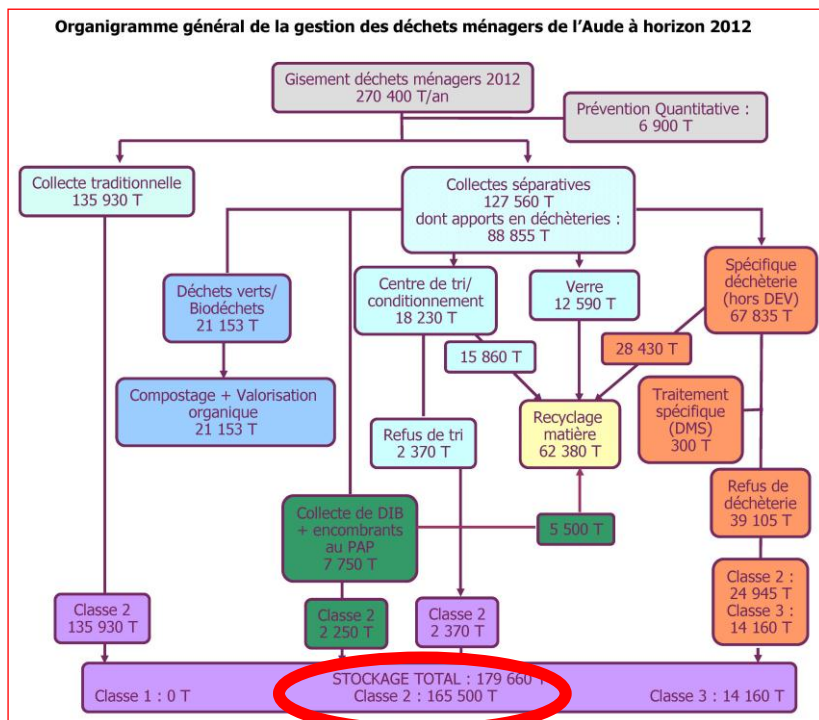 Organigramme général de la gestion des déchets ménagers de l'Aude à horizon 2012
Gisement déchets ménagers 2012
270 400 T/an
Prévention Quantitative :
6 900 T
Collecte traditionnelle
135 930 T
Collectes séparatives
127 560 T
dont apports en déchèteries :
88 855 T
Déchets verts/
Biodéchets
21 153 T
Centre de tri/
conditionnement
18 230 T
Verre
12 590 T
Spécifique
déchèterie
(hors DEV)
67 835 T
15 860 T
28 430 T
Compostage + Valorisation
organique
21 153 T
Refus de tri
2 370 T
Recyclage
matière
62 380 T
Traitement
spécifique
(DMS)
300 T
Refus de
déchèterie
39 105 T
Collecte de DIB
+ encombrants
au PAP
7 750 T
5 500 T
Classe 2
135 930 T
Classe 2
2 250 T
Classe 2
2 370 T
Classe 2 :
24 945 T
Classe 3 :
14 160 T
STOCKAGE TOTAL : 179 660 T
Classe 1 : 0 T
Classe 2 : 165 500 T
Classe 3 : 14 160 T